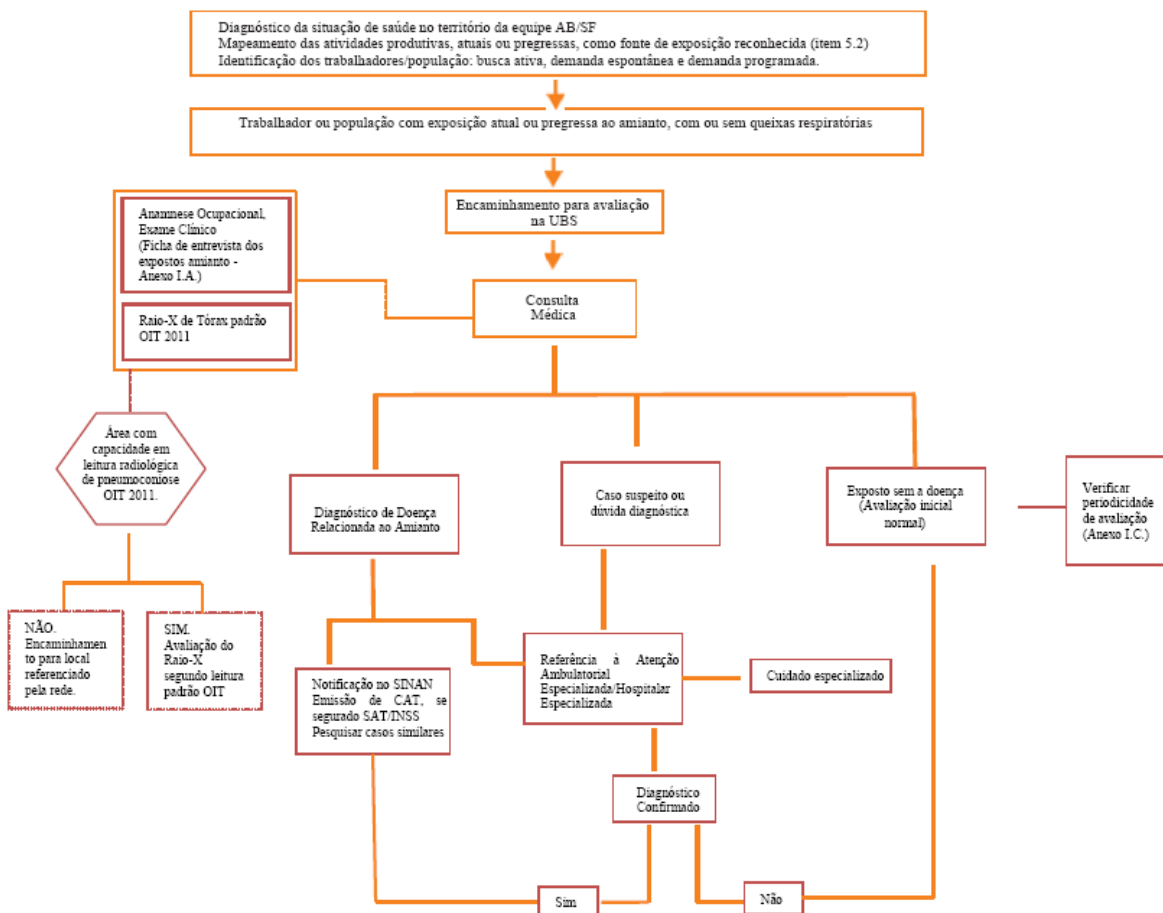 Diagnóstico da situação de saúde no território da equipe AB/SF
Mapeamento das atividades produtivas, atuais ou pregressas, como fonte de exposição reconhecida (item 5.2)
Identificação dos trabalhadores/população: busca ativa, demanda espontânea e demanda programada.
Trabalhador ou população com exposição atual ou pregressa ao amianto, com ou sem queixas respiratórias
Encaminhamento para avaliação
na UBS
Anamnese Ocupacional,
Exame Clínico
(Ficha de entrevista dos
expostos amianto -
Anexo I.A.)
Raio-X de Tórax padrão
OIT 2011
Consulta
Médica
Área com
capacidade em
leitura radiológica
de pneumoconiose
OIT 2011.
NÃO.
Encaminhamen
to para local
referenciado
pela rede.
SIM.
Avaliação do
Raio-X
segundo leitura
padrão OIT
Diagnóstico de Doença
Relacionada ao Amianto
Caso suspeito ou
dúvida diagnóstica
Exposto sem a doença
(Avaliação inicial
normal)
Verificar
periodicidade
de avaliação
(Anexo I.C.)
Notificação no SINAN
Emissão de CAT, se
segurado SAT/INSS
Pesquisar casos similares
Referência à Atenção
Ambulatorial
Especializada/Hospitalar
Especializada
Cuidado especializado
Diagnóstico
Confirmado
Sim
Não